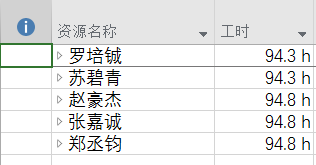 资源名称 工时
罗培铖 94.3 h
苏碧青 94.3 h
赵豪杰 94.8 h
张嘉诚 94.8 h
郑丞钧 94.8 h